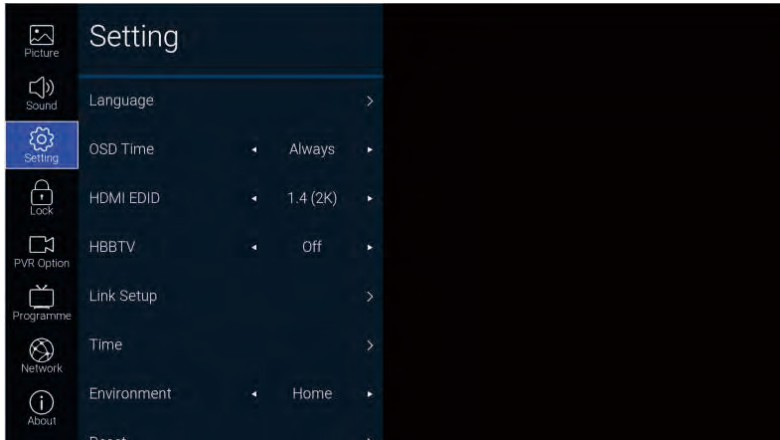 Picture
Sound
Setting
Lock
PVR Option
Programme
Network
About
Setting
Language
OSD Time Always
HDMI EDID 1.4 (2K)
HBBTV Off
Link Setup
Time
Environment Home
Reset